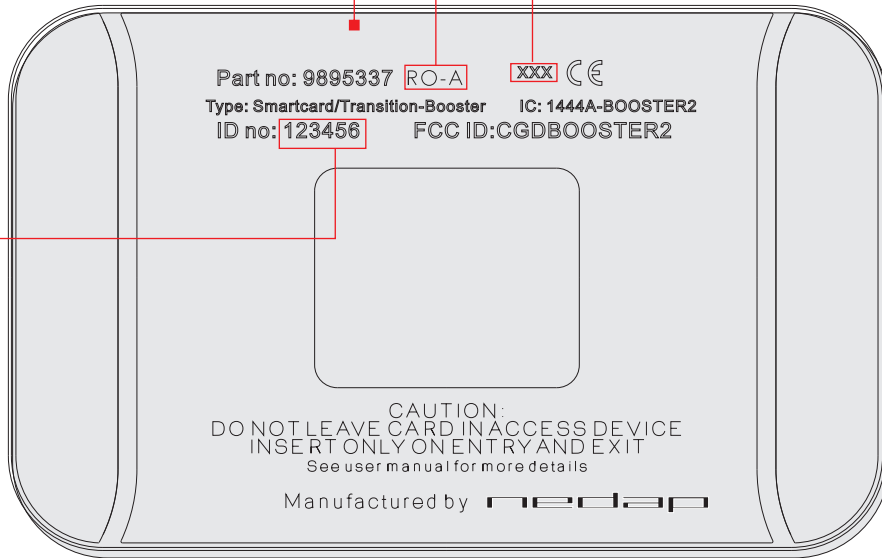 Part no: 9895337 RO-A XXX CE
Type: Smartcard/Transition-Booster IC: 1444A-BOOSTER2
ID no: 123456 FCC ID:CGDBOOSTER2
CAUTION:
DO NOT LEAVE CARD IN ACCESS DEVICE
INSERT ONLY ON ENTRY AND EXIT
See user manual for more details
Manufactured by nedap